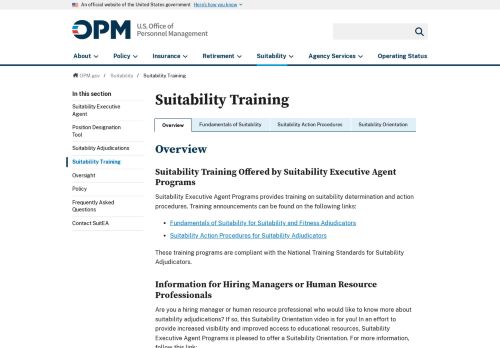 An official website of the United States government Here's how you know
OPM U.S. Office of
Personnel Management
About Policy Insurance Retirement Suitability Agency Services Operating Status
OPM.gov / Suitability / Suitability Training
In this section
Suitability Executive
Agent
Position Designation
Tool
Suitability Adjudications
Suitability Training
Oversight
Policy
Frequently Asked
Questions
Contact SuitEA
Suitability Training
Overview Fundamentals of Suitability Suitability Action Procedures Suitability Orientation
Overview
Suitability Training Offered by Suitability Executive Agent
Programs
Suitability Executive Agent Programs provides training on suitability determination and action
procedures. Training announcements can be found on the following links:
Fundamentals of Suitability for Suitability and Fitness Adjudicators
Suitability Action Procedures for Suitability Adjudicators
These training programs are compliant with the National Training Standards for Suitability
Adjudicators.
Information for Hiring Managers or Human Resource
Professionals
Are you a hiring manager or human resource professional who would like to know more about
suitability adjudications? If so, this Suitability Orientation video is for you! In an effort to
provide increased visibility and improved access to educational resources, Suitability
Executive Agent Programs is pleased to offer a Suitability Orientation. For more information,
follow this link: